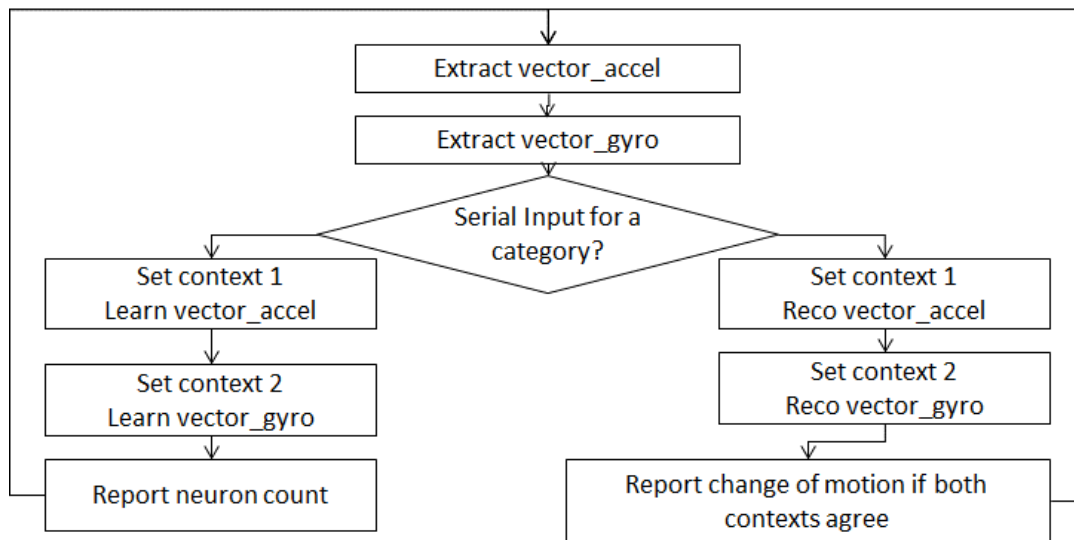 Extract vector_accel
Extract vector_gyro
Serial Input for a
category?
Set context 1
Learn vector_accel
Set context 2
Learn vector_gyro
Report neuron count
Set context 1
Reco vector_accel
Set context 2
Reco vector_gyro
Report change of motion if both
contexts agree